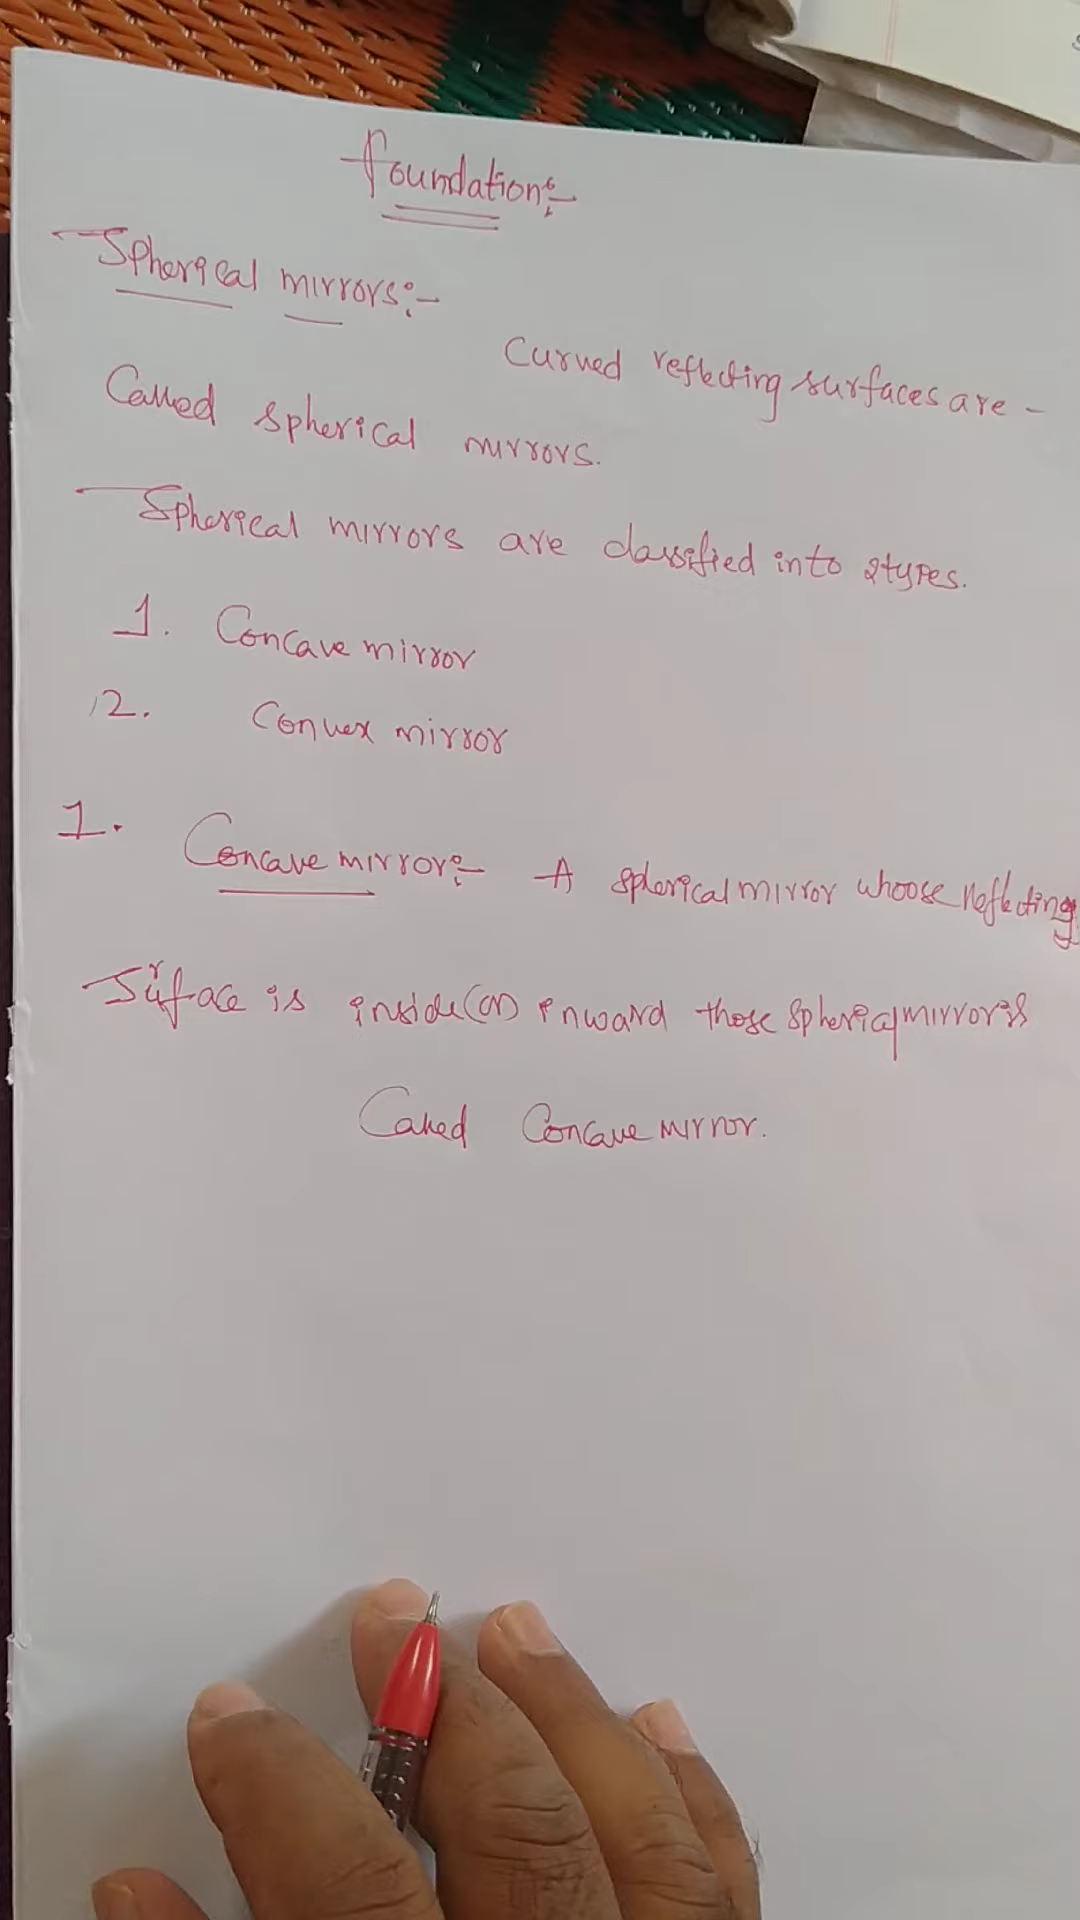 Foundation:-
Spherical mirrors:-
Curved reflecting surfaces are -
Called spherical mirrors.
Spherical mirrors are classified into 2types.
1. Concave mirror
2. Convex mirror
1. Concave mirror:- A spherical mirror whoose reflecting
Surface is inside (or) inward those spherical mirror is
Called Concave mirror.